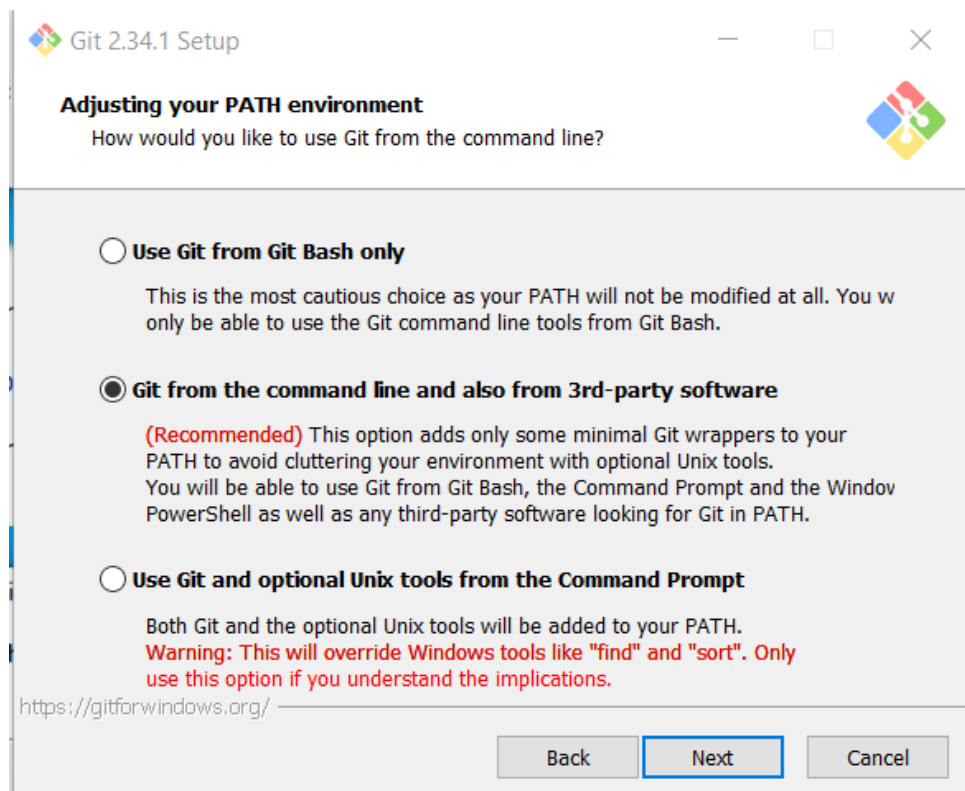 Git 2.34.1 Setup
Adjusting your PATH environment
How would you like to use Git from the command line?
Use Git from Git Bash only
This is the most cautious choice as your PATH will not be modified at all. You w
only be able to use the Git command line tools from Git Bash.
Git from the command line and also from 3rd-party software
(Recommended) This option adds only some minimal Git wrappers to your
PATH to avoid cluttering your environment with optional Unix tools.
You will be able to use Git from Git Bash, the Command Prompt and the Window
PowerShell as well as any third-party software looking for Git in PATH.
Use Git and optional Unix tools from the Command Prompt
Both Git and the optional Unix tools will be added to your PATH.
Warning: This will override Windows tools like "find" and "sort". Only
use this option if you understand the implications.
https://gitforwindows.org/
Back Next Cancel